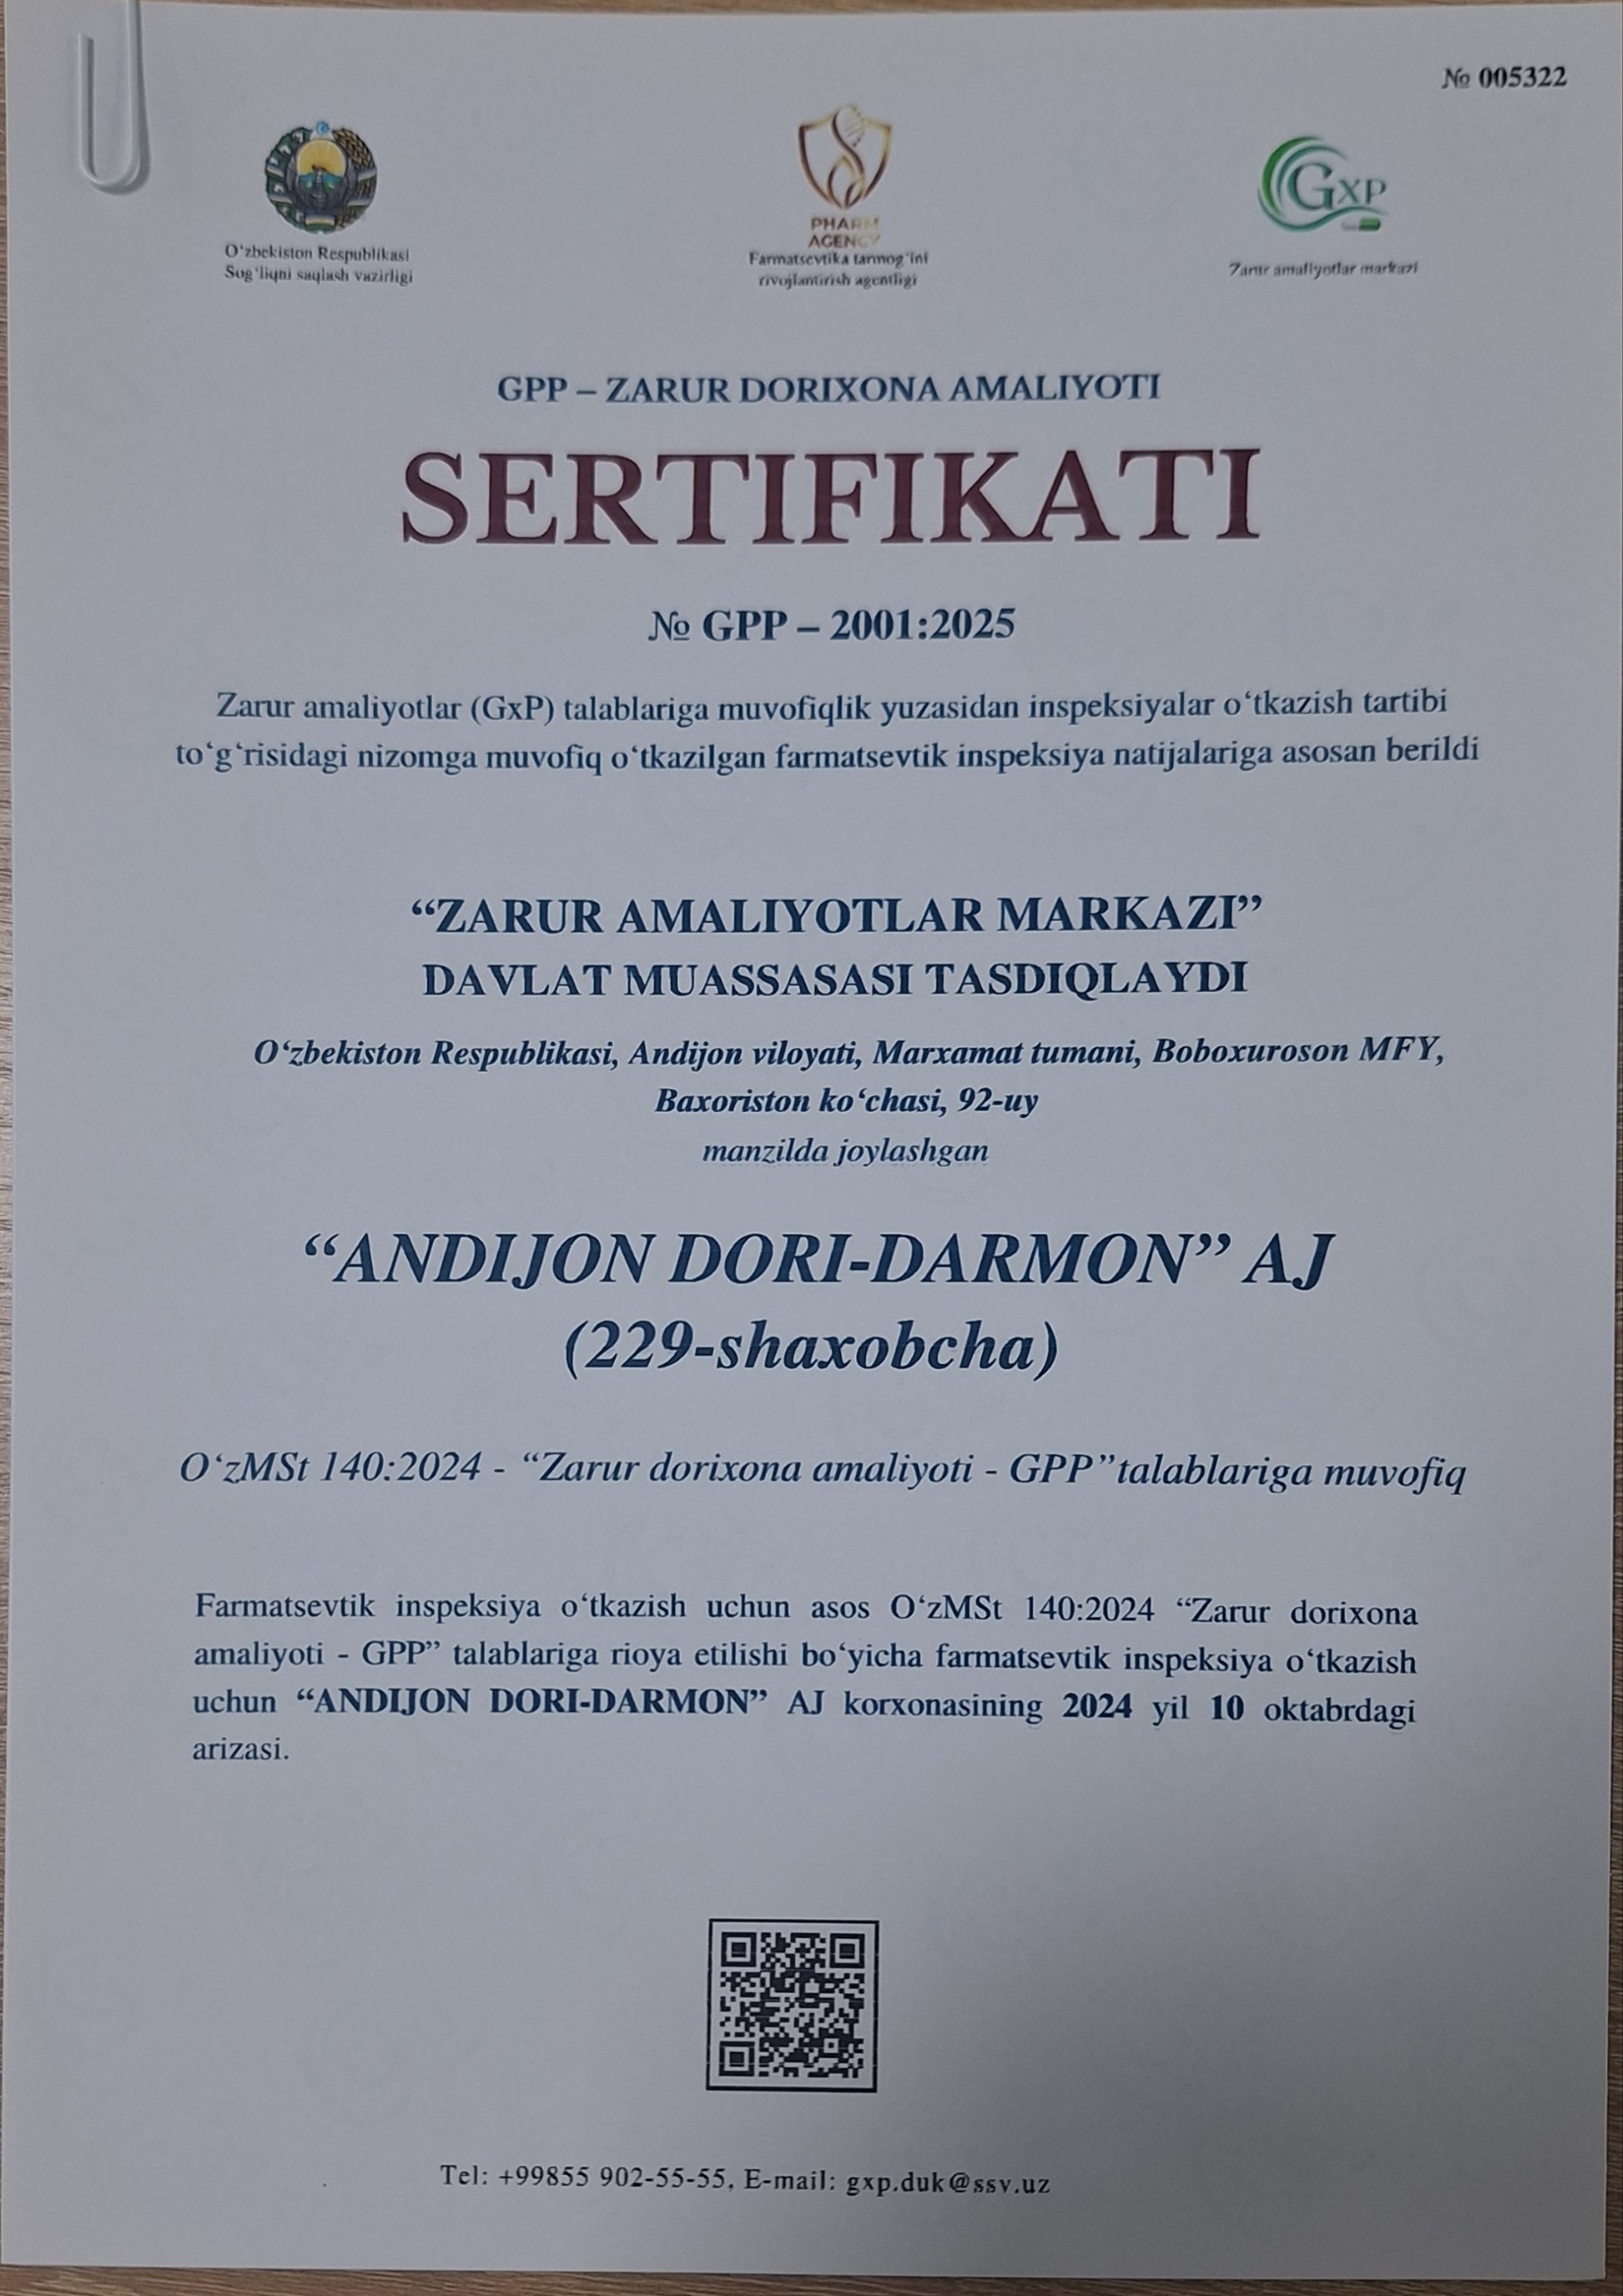 № 005322
O‘zbekiston Respublikasi
Sog‘liqni saqlash vazirligi
PHARM
AGENCY
Farmatsevtika tarmog‘ini
rivojlantirish agentligi
GXP
Zarur amaliyotlar markazi
GPP – ZARUR DORIXONA AMALIYOTI
SERTIFIKATI
№ GPP – 2001:2025
Zarur amaliyotlar (GxP) talablariga muvofiqlik yuzasidan inspeksiyalar o‘tkazish tartibi
to‘g‘risidagi nizomga muvofiq o‘tkazilgan farmatsevtik inspeksiya natijalariga asosan berildi
“ZARUR AMALIYOTLAR MARKAZI”
DAVLAT MUASSASASI TASDIQLAYDI
O‘zbekiston Respublikasi, Andijon viloyati, Marxamat tumani, Boboxuroson MFY,
Baxoriston ko‘chasi, 92-uy
manzilda joylashgan
“ANDIJON DORI-DARMON” AJ
(229-shaxobcha)
O‘zMSt 140:2024 - “Zarur dorixona amaliyoti - GPP”talablariga muvofiq
Farmatsevtik inspeksiya o‘tkazish uchun asos O‘zMSt 140:2024 “Zarur dorixona
amaliyoti - GPP” talablariga rioya etilishi bo‘yicha farmatsevtik inspeksiya o‘tkazish
uchun “ANDIJON DORI-DARMON” AJ korxonasining 2024 yil 10 oktabrdagi
arizasi.
Tel: +99855 902-55-55, E-mail: gxp.duk@ssv.uz